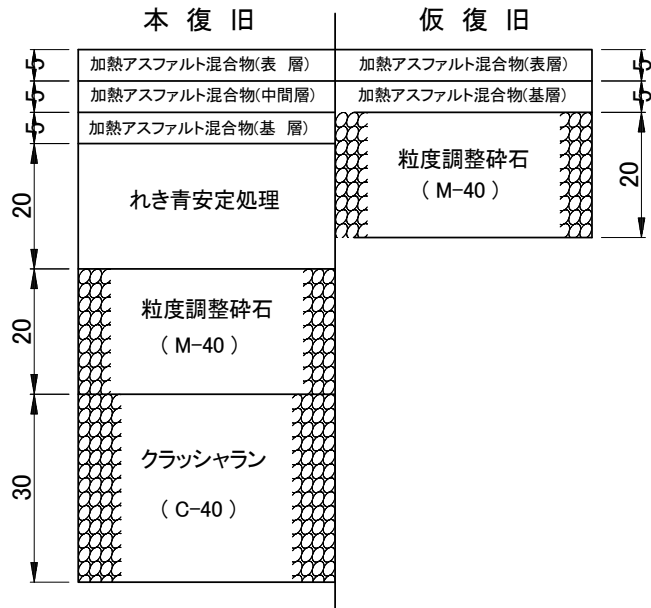 本 復 旧
仮 復 旧
5
加熱アスファルト混合物(表 層)
加熱アスファルト混合物(表層)
5
5
加熱アスファルト混合物(中間層)
加熱アスファルト混合物(基層)
5
5
加熱アスファルト混合物(基 層)
粒度調整砕石
( M-40 )
20
20
れき青安定処理
20
粒度調整砕石
( M-40 )
30
クラッシャラン
( C-40 )